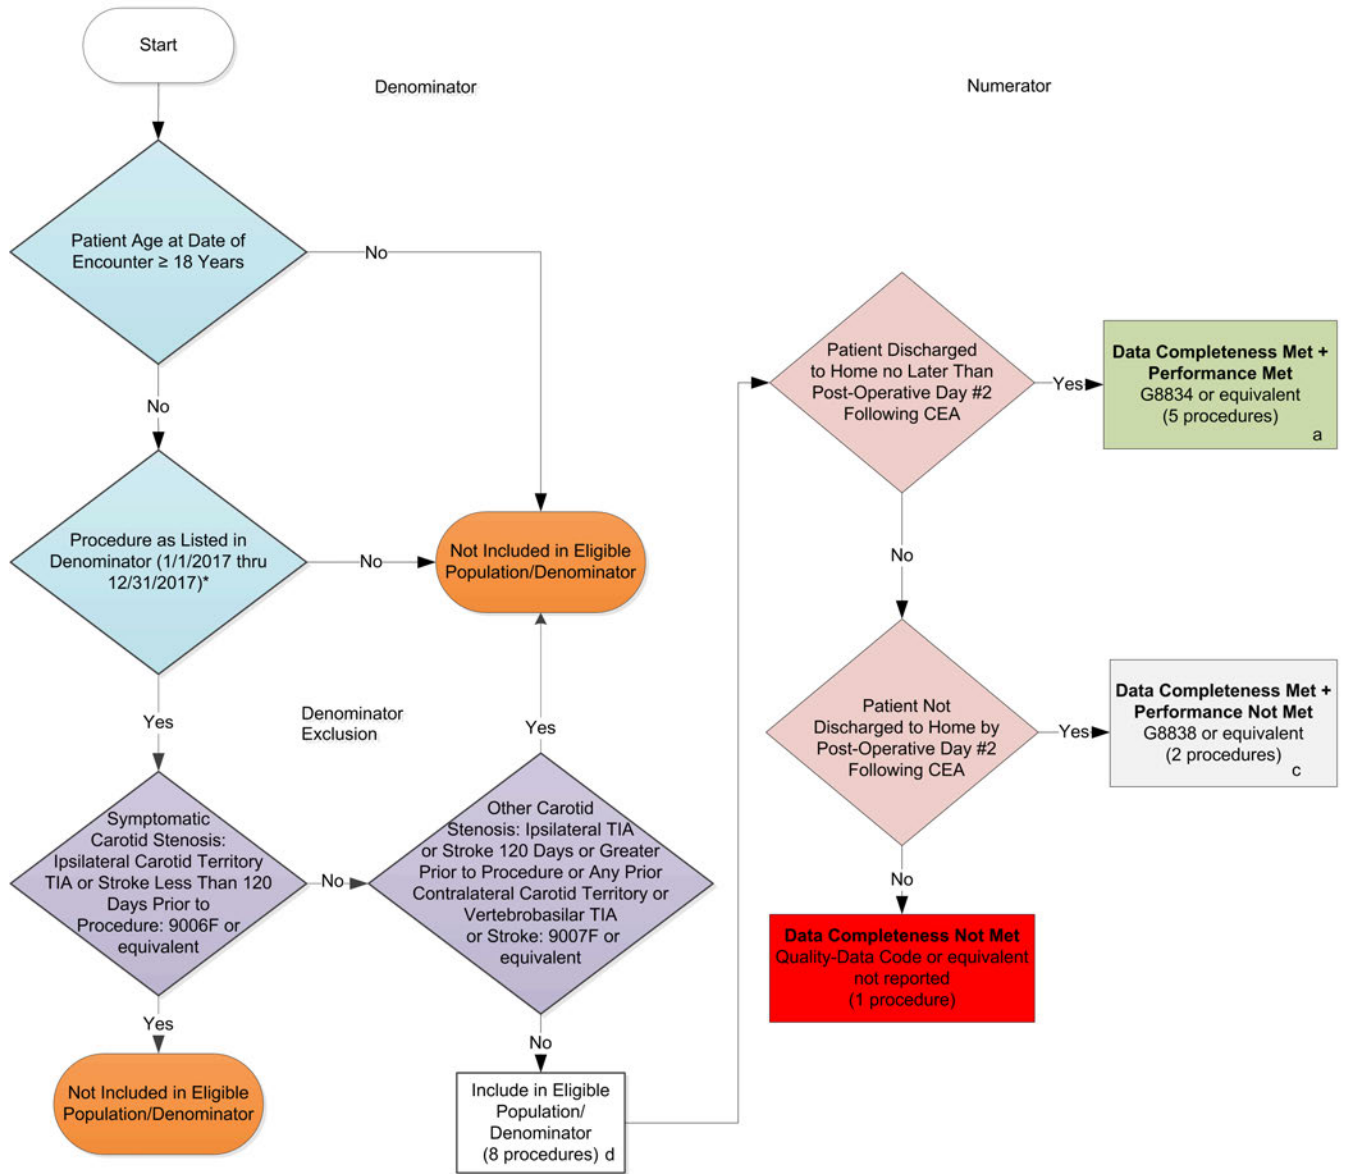 Start
Denominator
Numerator
Patient Age at Date of
Encounter ≥ 18 Years
No
No
Procedure as Listed in
Denominator (1/1/2017 thru
12/31/2017)*
No
Not Included in Eligible
Population/Denominator
Yes
Denominator
Exclusion
Yes
Symptomatic
Carotid Stenosis:
Ipsilateral Carotid Territory
TIA or Stroke Less Than 120
Days Prior to
Procedure: 9006F or
equivalent
No
Other Carotid
Stenosis: Ipsilateral TIA
or Stroke 120 Days or Greater
Prior to Procedure or Any Prior
Contralateral Carotid Territory or
Vertebrobasilar TIA
or Stroke: 9007F or
equivalent
Yes
Not Included in Eligible
Population/Denominator
No
Include in Eligible
Population/
Denominator
(8 procedures) d
Patient Discharged
to Home no Later Than
Post-Operative Day #2
Following CEA
Yes
Data Completeness Met +
Performance Met
G8834 or equivalent
(5 procedures)
a
No
Patient Not
Discharged to Home by
Post-Operative Day #2
Following CEA
Yes
Data Completeness Met +
Performance Not Met
G8838 or equivalent
(2 procedures)
c
No
Data Completeness Not Met
Quality-Data Code or equivalent
not reported
(1 procedure)